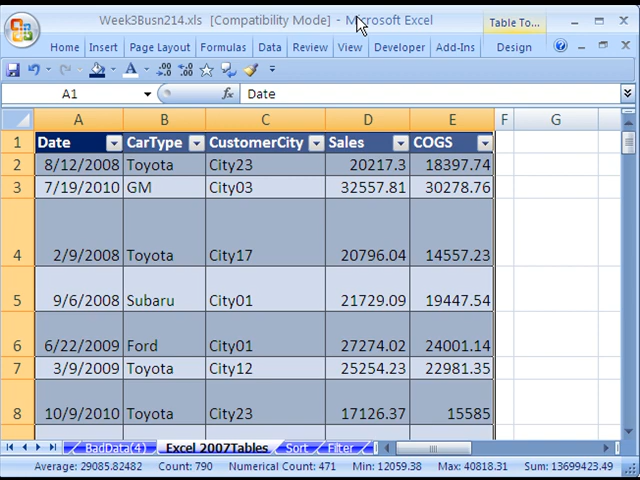 Week3Busn214.xls [Compatibility Mode] - Microsoft Excel
Table To...
Home Insert Page Layout Formulas Data Review View Developer Add-Ins Design
A1 fx Date
A B C D E F G
1 Date CarType CustomerCity Sales COGS
2 8/12/2008 Toyota City23 20217.3 18397.74
3 7/19/2010 GM City03 32557.81 30278.76
4 2/9/2008 Toyota City17 20796.04 14557.23
5 9/6/2008 Subaru City01 21729.09 19447.54
6 6/22/2009 Ford City01 27274.02 24001.14
7 3/9/2009 Toyota City12 25254.23 22981.35
8 10/9/2010 Toyota City23 17126.37 15585
BadData(4) Excel 2007Tables Sort Filter
Average: 29085.82482 Count: 790 Numerical Count: 471 Min: 12059.38 Max: 40818.31 Sum: 13699423.49